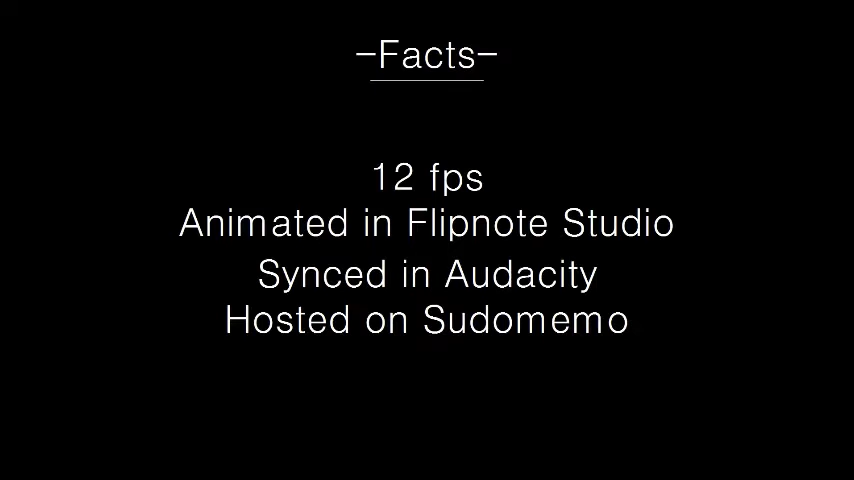 -Facts-
12 fps
Animated in Flipnote Studio
Synced in Audacity
Hosted on Sudomemo